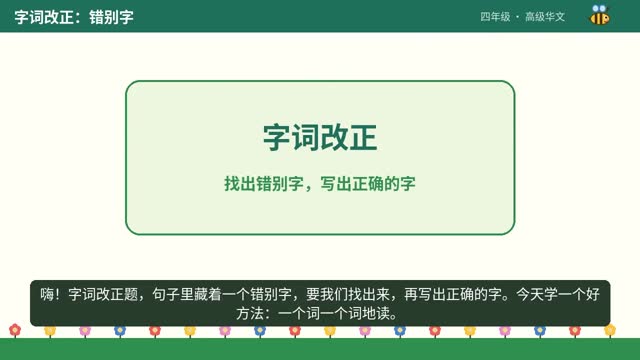 字词改正：错别字
四年级 · 高级华文
字词改正
找出错别字，写出正确的字
嗨！字词改正题，句子里藏着一个错别字，要我们找出来，再写出正确的字。今天学一个好
方法：一个词一个词地读。